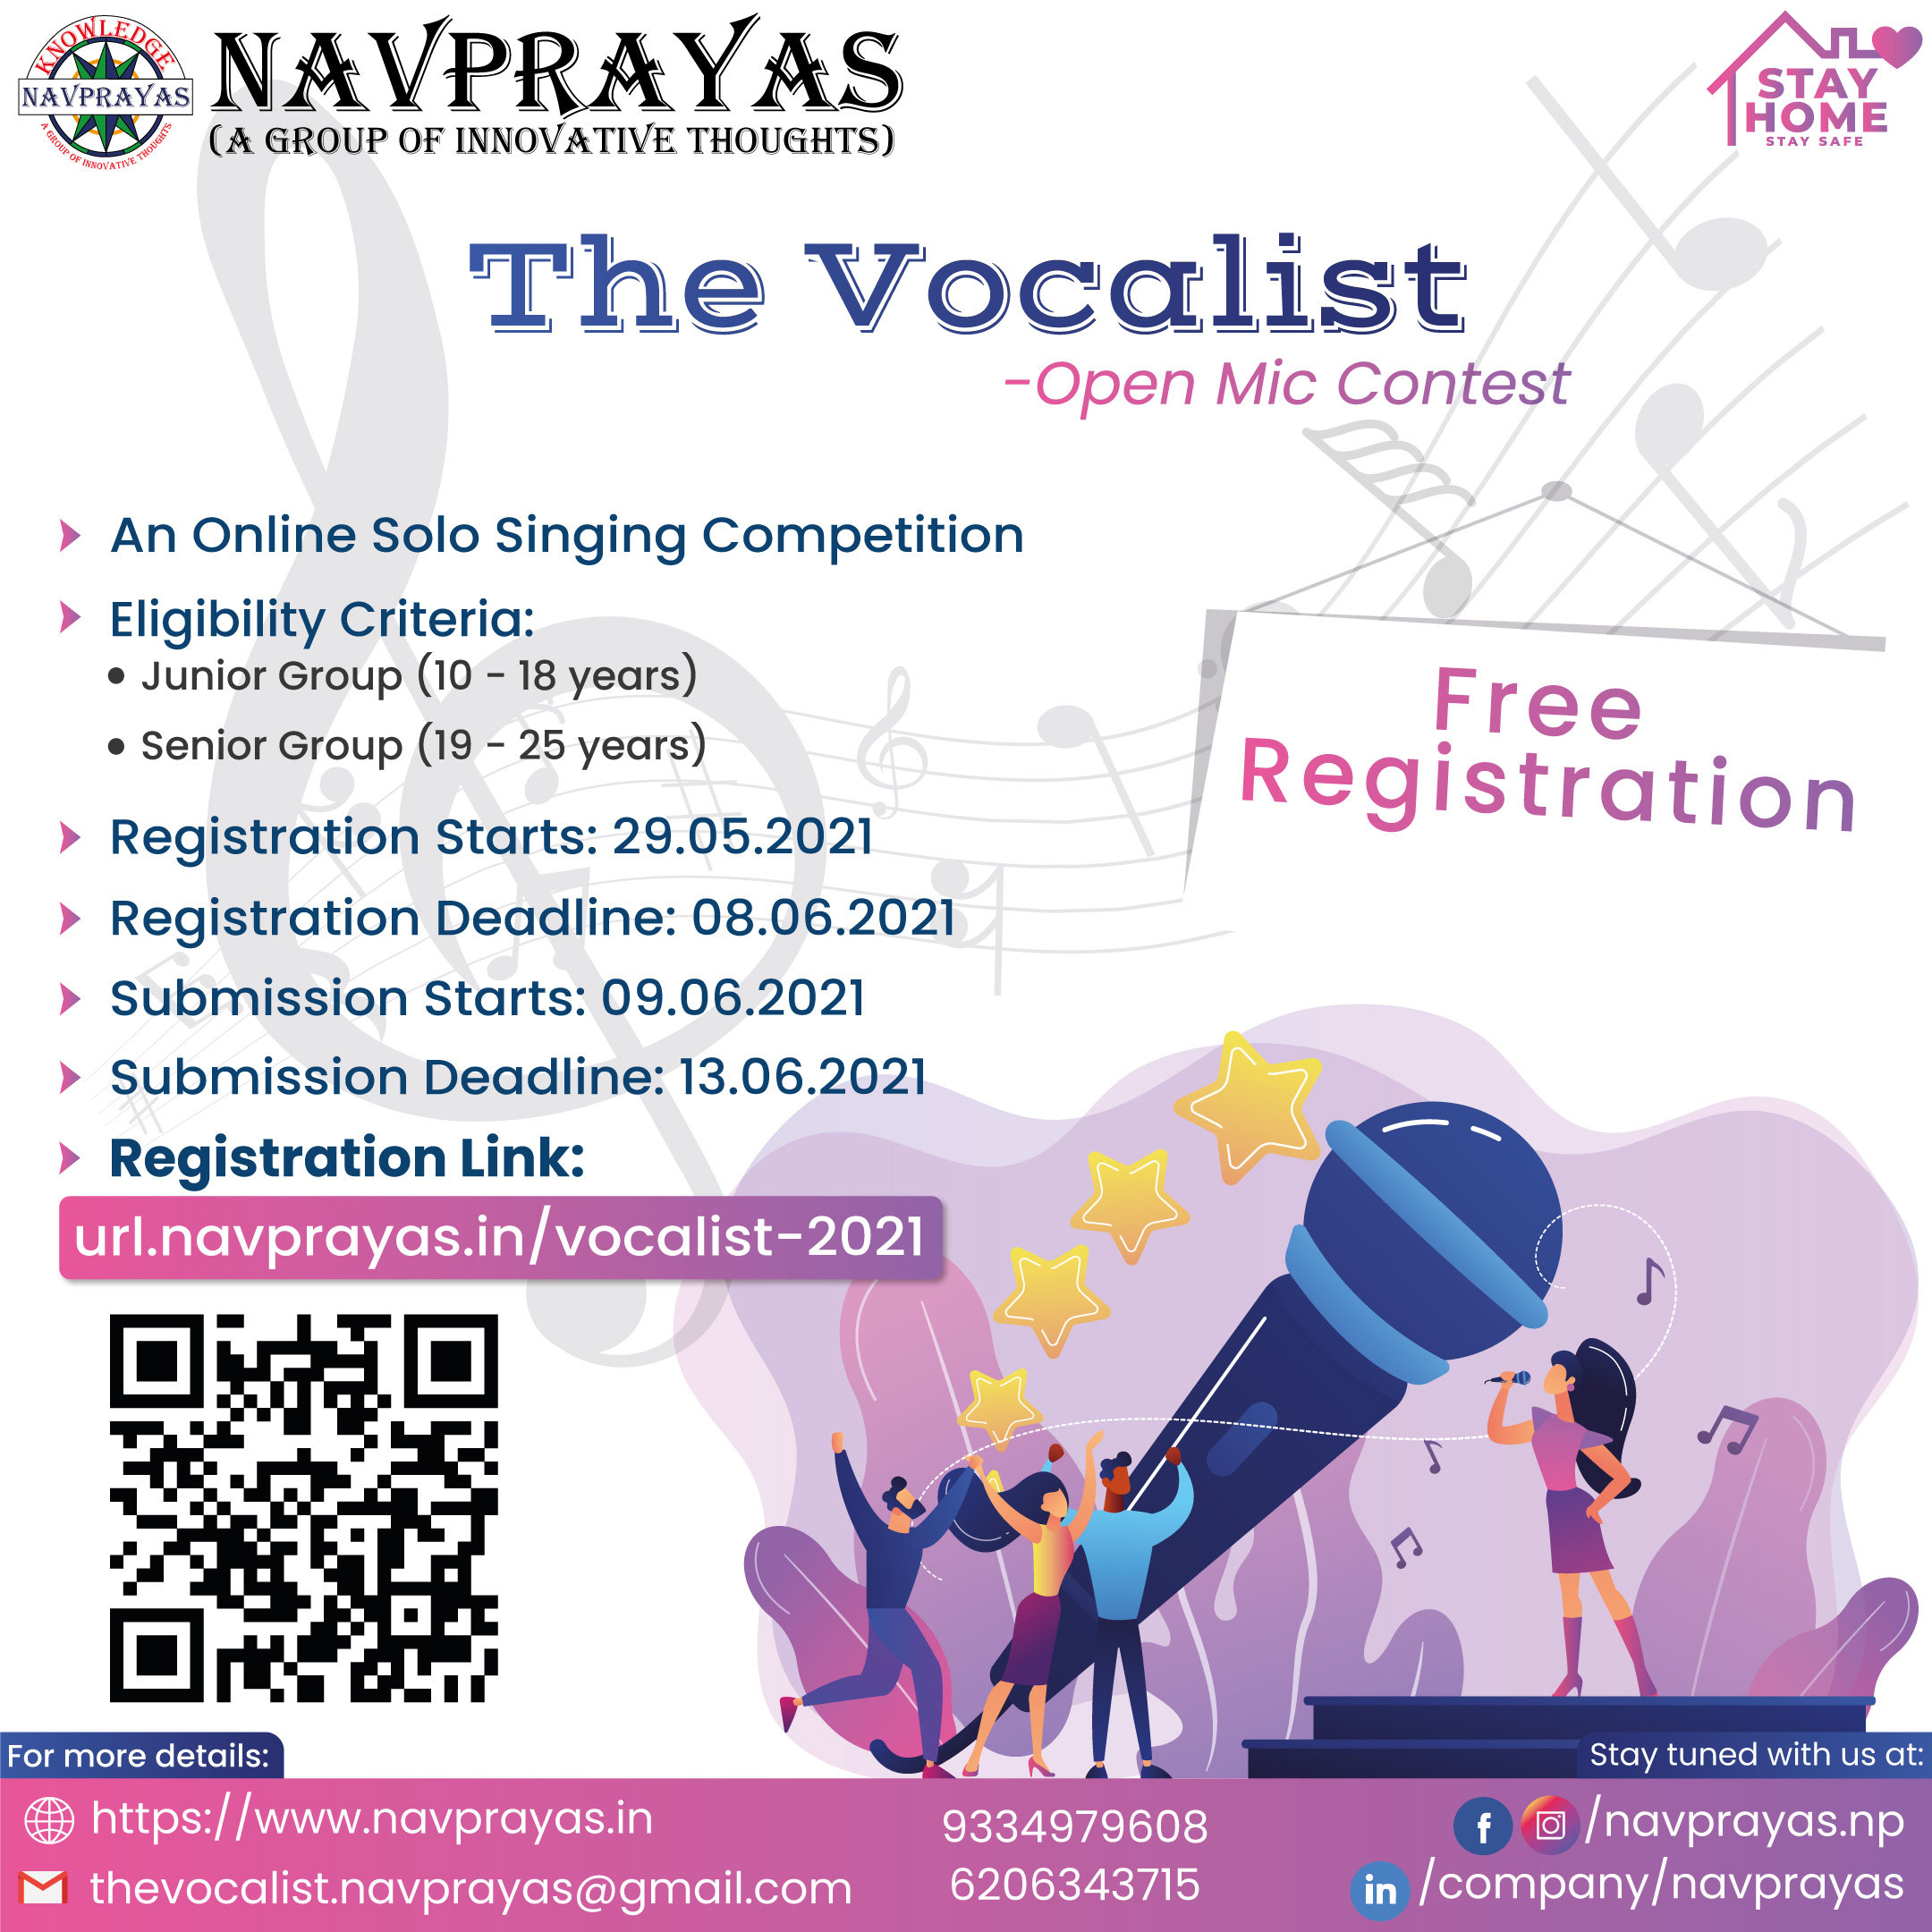 KNOWLEDGE
NAVPRAYAS
A GROUP OF INNOVATIVE THOUGHTS
NAVPRAYAS
(A GROUP OF INNOVATIVE THOUGHTS)
STAY
HOME
STAY SAFE
The Vocalist
-Open Mic Contest
An Online Solo Singing Competition
Eligibility Criteria:
• Junior Group (10 - 18 years)
• Senior Group (19 - 25 years)
Free
Registration
Registration Starts: 29.05.2021
Registration Deadline: 08.06.2021
Submission Starts: 09.06.2021
Submission Deadline: 13.06.2021
Registration Link:
url.navprayas.in/vocalist-2021
For more details:
https://www.navprayas.in
thevocalist.navprayas@gmail.com
9334979608
6206343715
Stay tuned with us at:
/navprayas.np
/company/navprayas